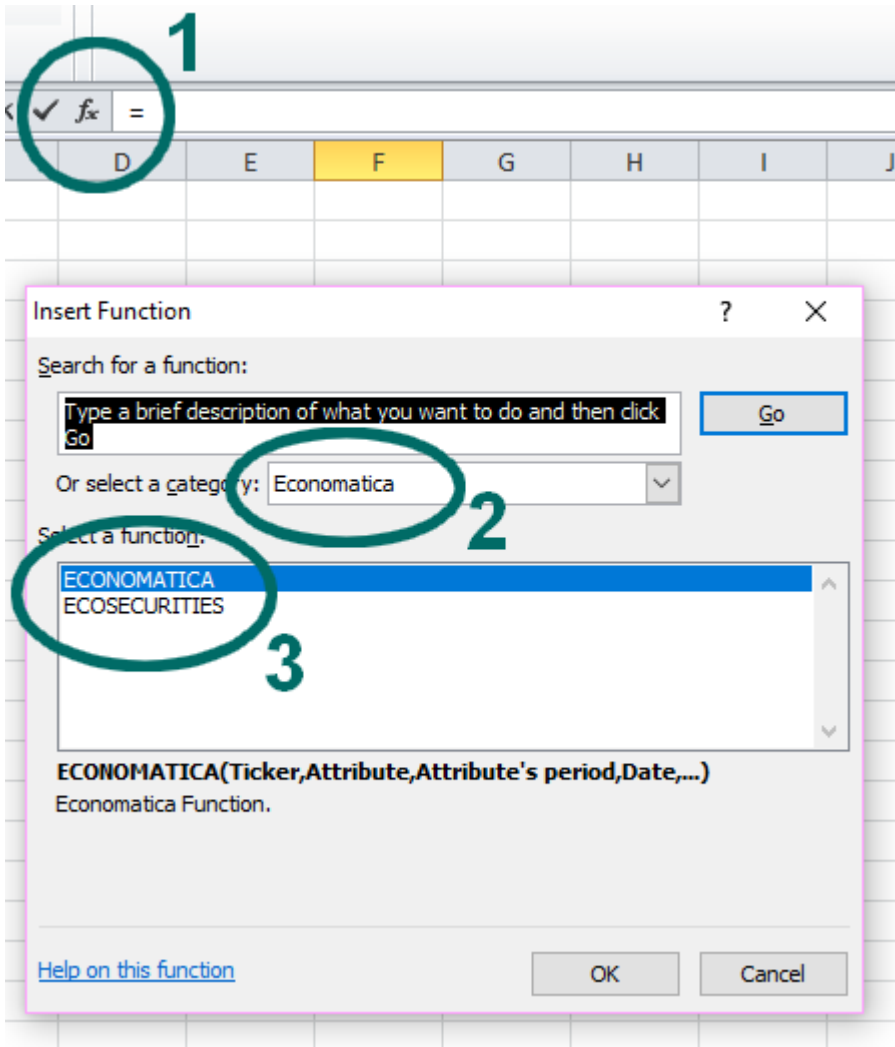 1
fx =
D E F G H I J
Insert Function ?
Search for a function:
Type a brief description of what you want to do and then click
Go
Go
Or select a category: Economatica
2
Select a function:
ECONOMATICA
ECOSECURITIES
3
ECONOMATICA(Ticker,Attribute,Attribute's period,Date,...)
Economatica Function.
Help on this function OK Cancel